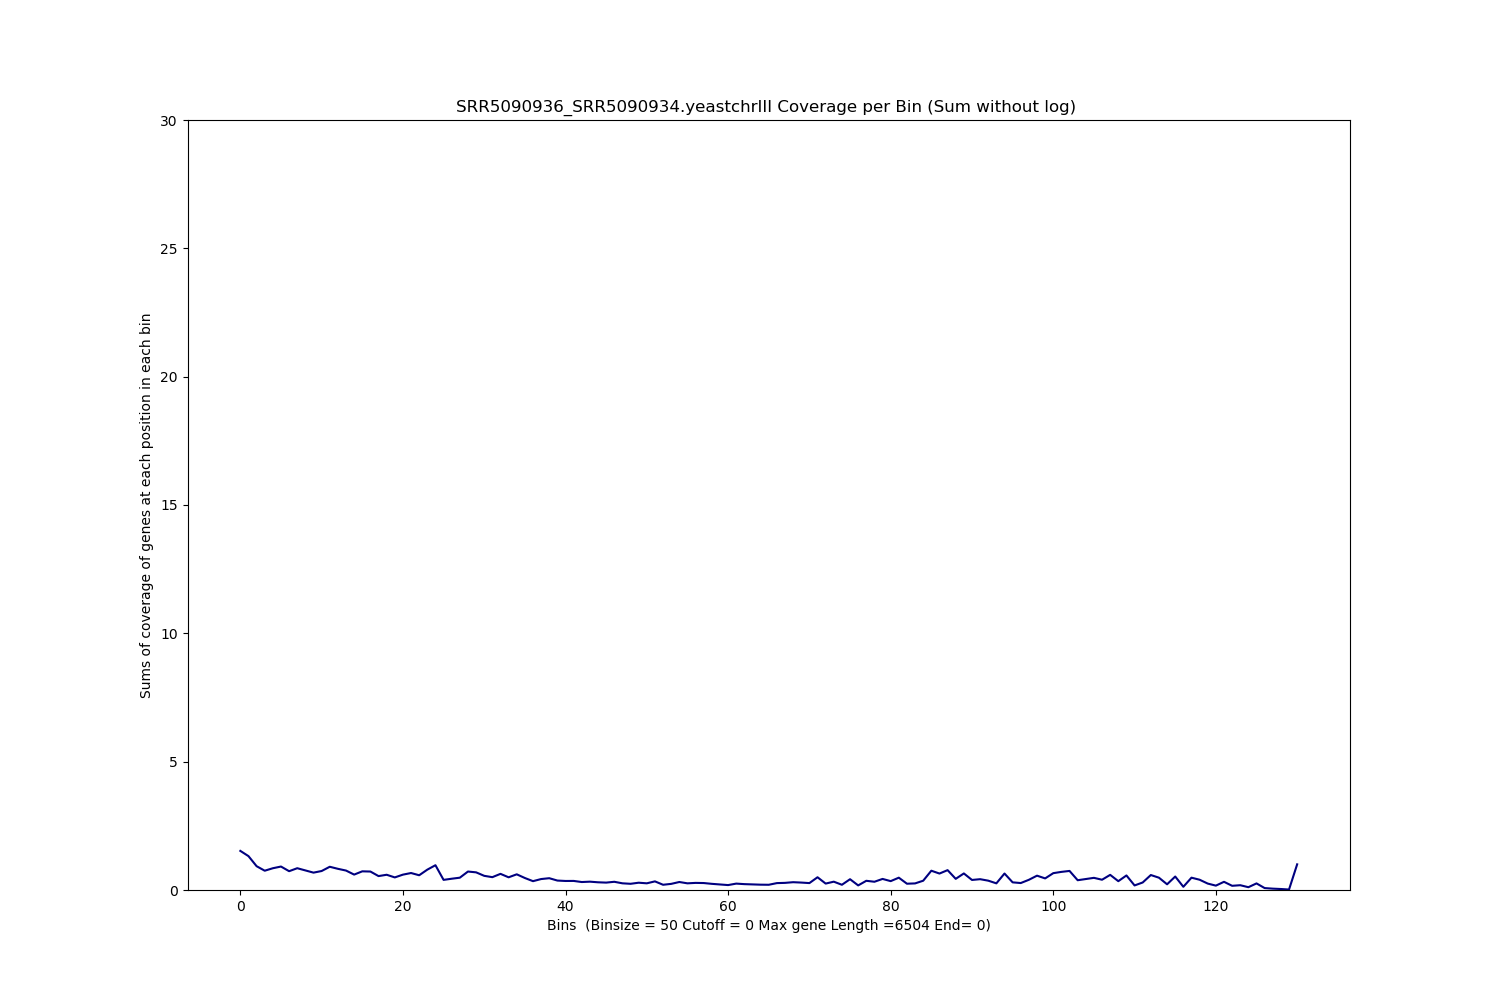 SRR5090936_SRR5090934.yeastchrIII Coverage per Bin (Sum without log)
30
25
20
15
10
5
0
Sums of coverage of genes at each position in each bin
0 20 40 60 80 100 120
Bins  (Binsize = 50 Cutoff = 0 Max gene Length =6504 End= 0)